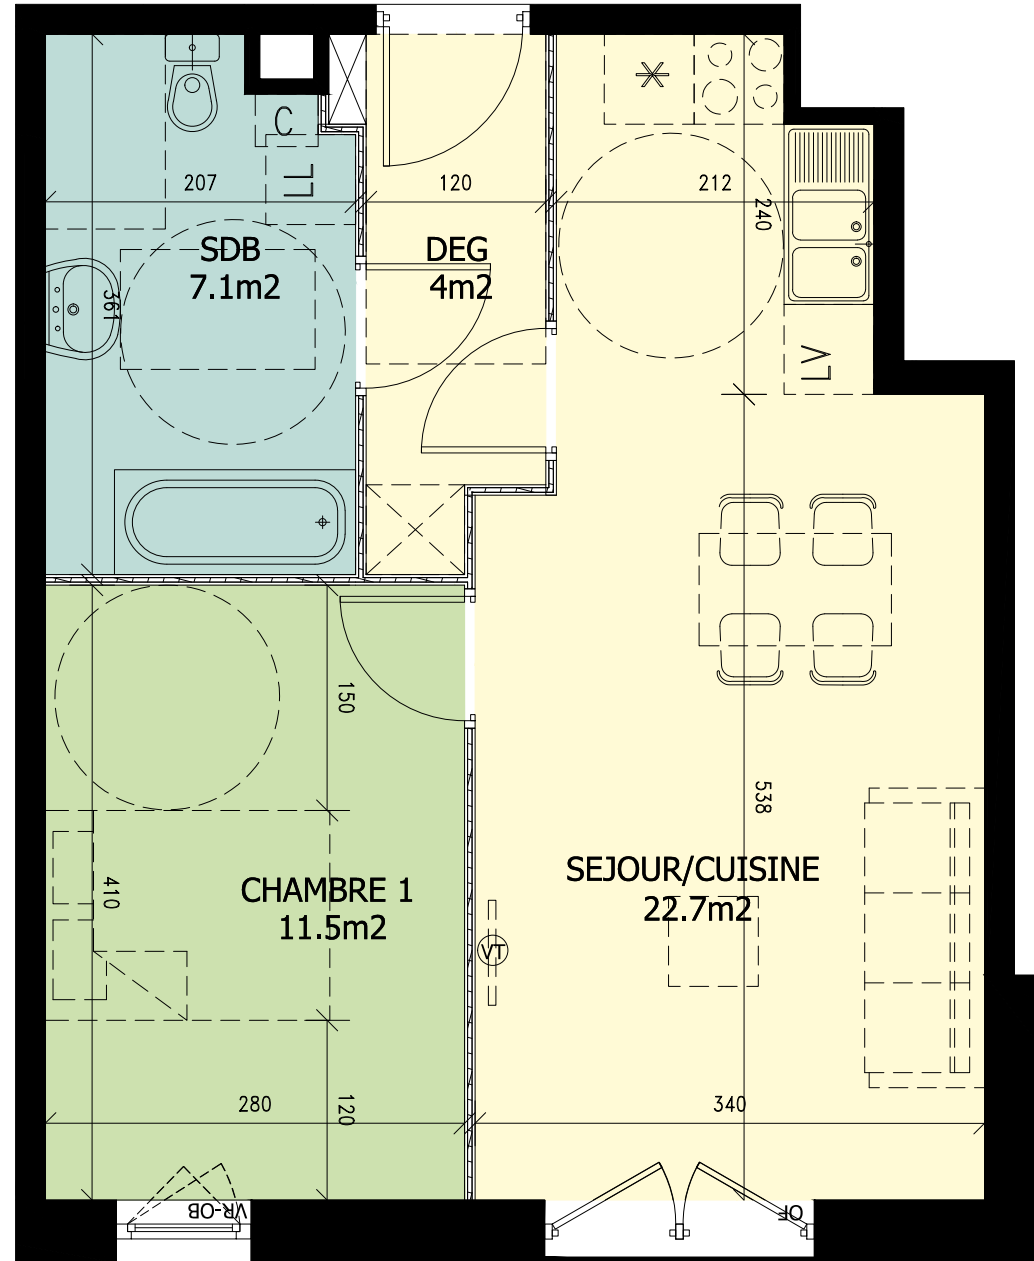 C
LL
207
120
212
240
SDB
7.1m2
DEG
4m2
361
LV
150
538
410
CHAMBRE 1
11.5m2
SEJOUR/CUISINE
22.7m2
VT
280
120
340
VR-OB
OF